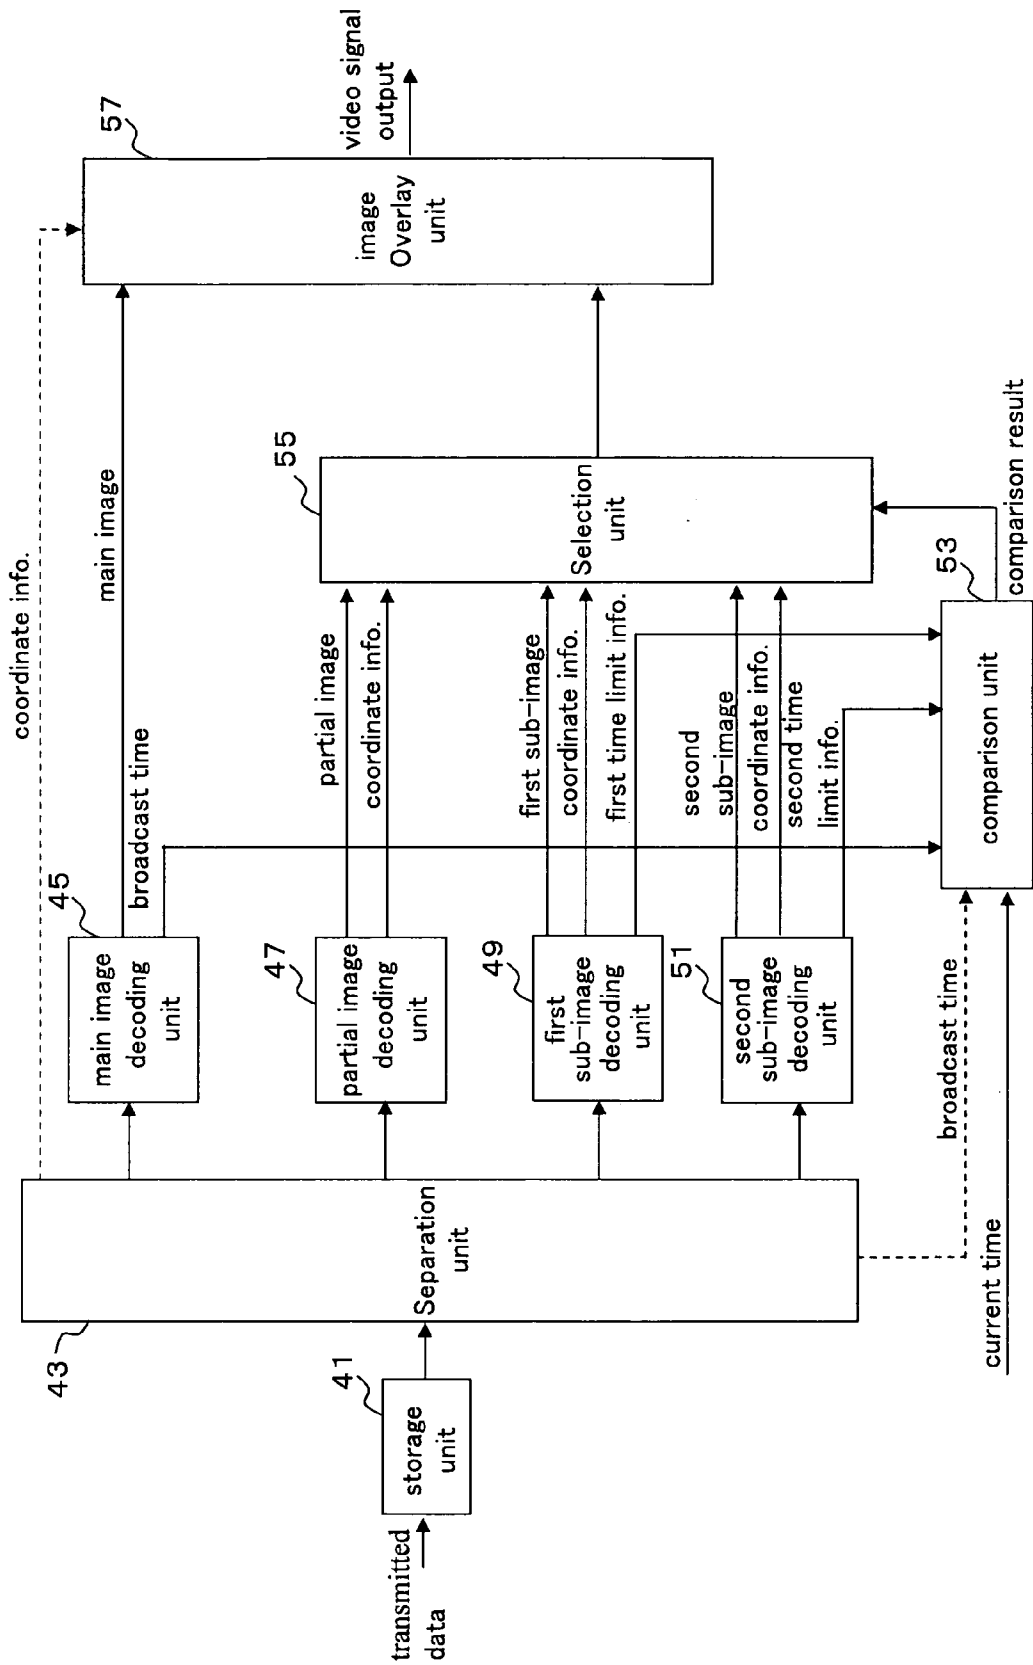 transmitted
data
41
storage
unit
43
Separation
unit
45
main image
decoding
unit
47
partial image
decoding
unit
49
first
sub-image
decoding
unit
51
second
sub-image
decoding
unit
coordinate info.
main image
broadcast time
partial image
coordinate info.
first sub-image
coordinate info.
first time limit info.
second
sub-image
coordinate info.
second time
limit info.
broadcast time
current time
53
comparison unit
comparison result
55
Selection
unit
57
image
Overlay
unit
video signal
output